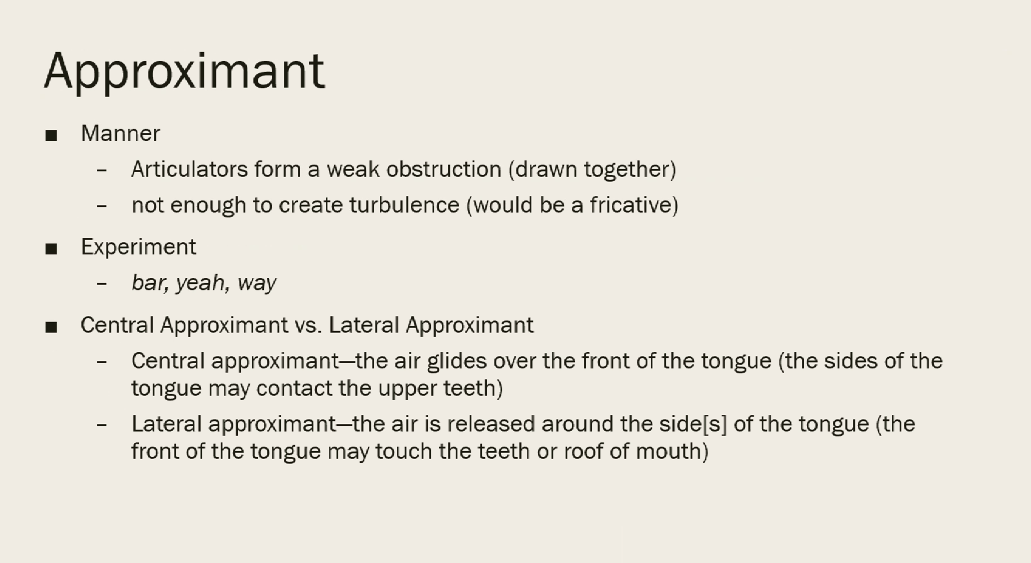 Approximant
▪ Manner
– Articulators form a weak obstruction (drawn together)
– not enough to create turbulence (would be a fricative)
▪ Experiment
– bar, yeah, way
▪ Central Approximant vs. Lateral Approximant
– Central approximant—the air glides over the front of the tongue (the sides of the
tongue may contact the upper teeth)
– Lateral approximant—the air is released around the side[s] of the tongue (the
front of the tongue may touch the teeth or roof of mouth)